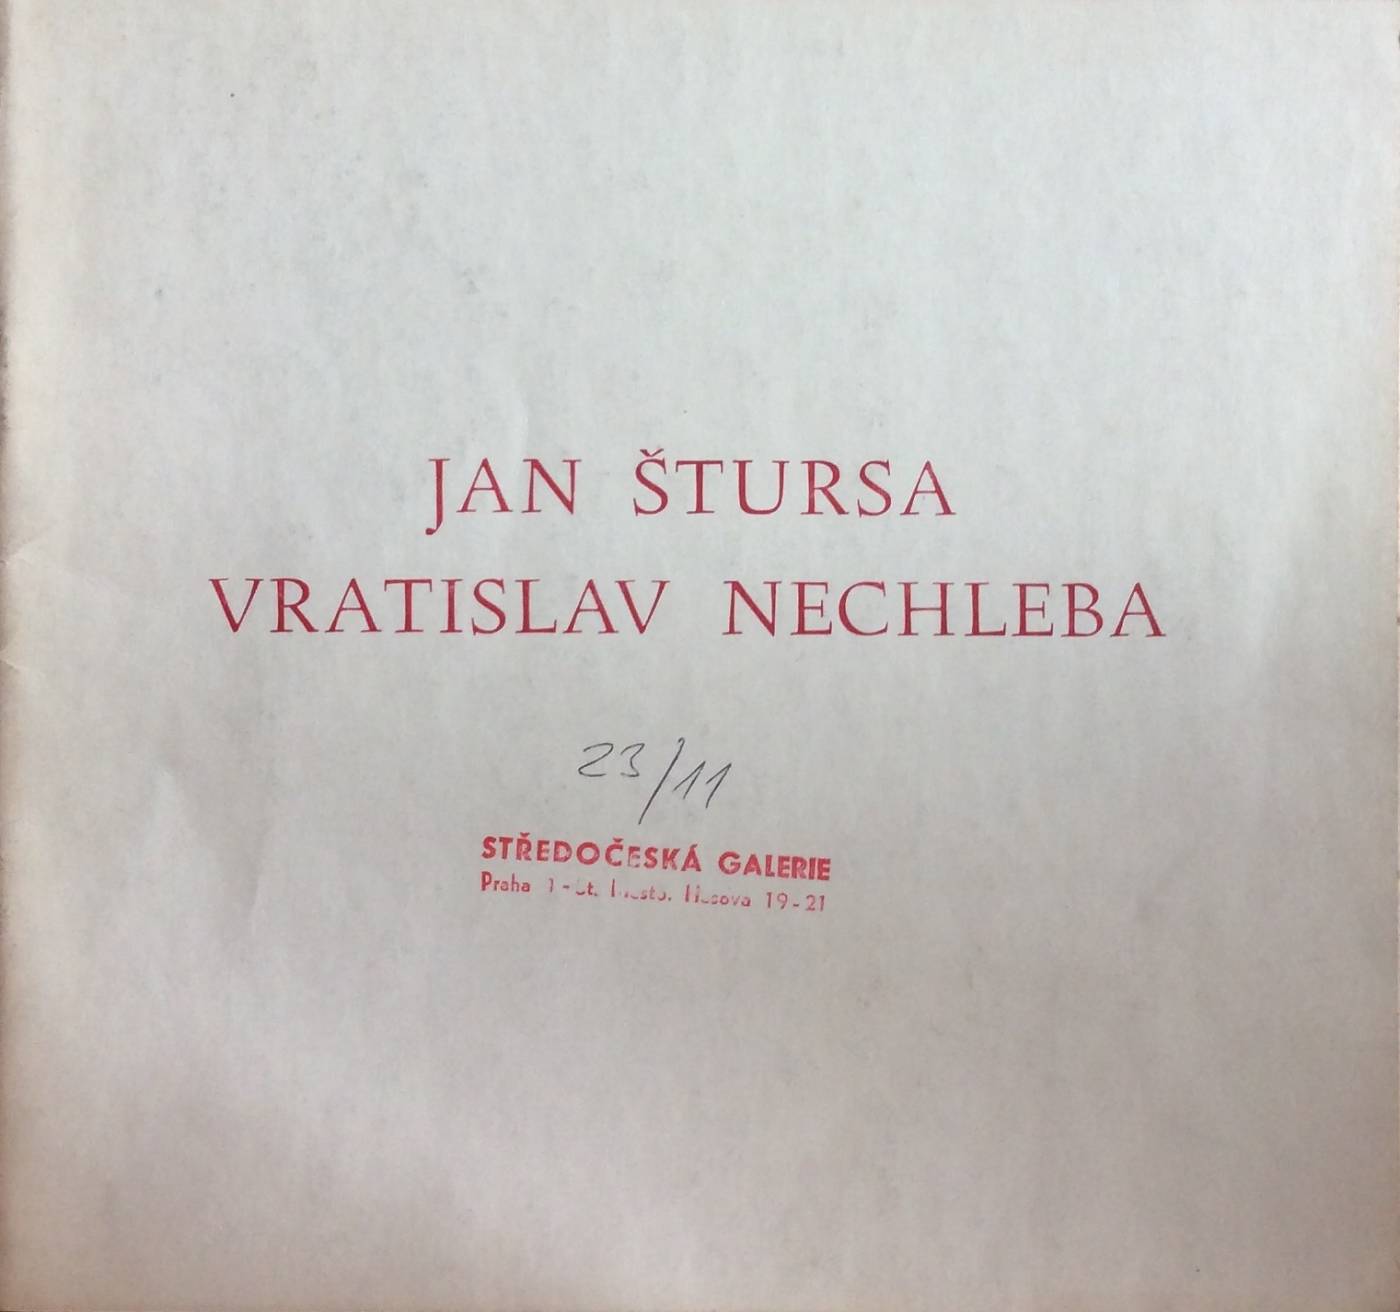 JAN ŠTURSA
VRATISLAV NECHLEBA
23/11
STŘEDOČESKÁ GALERIE
Praha 1 - St. Město. Husova 19-21